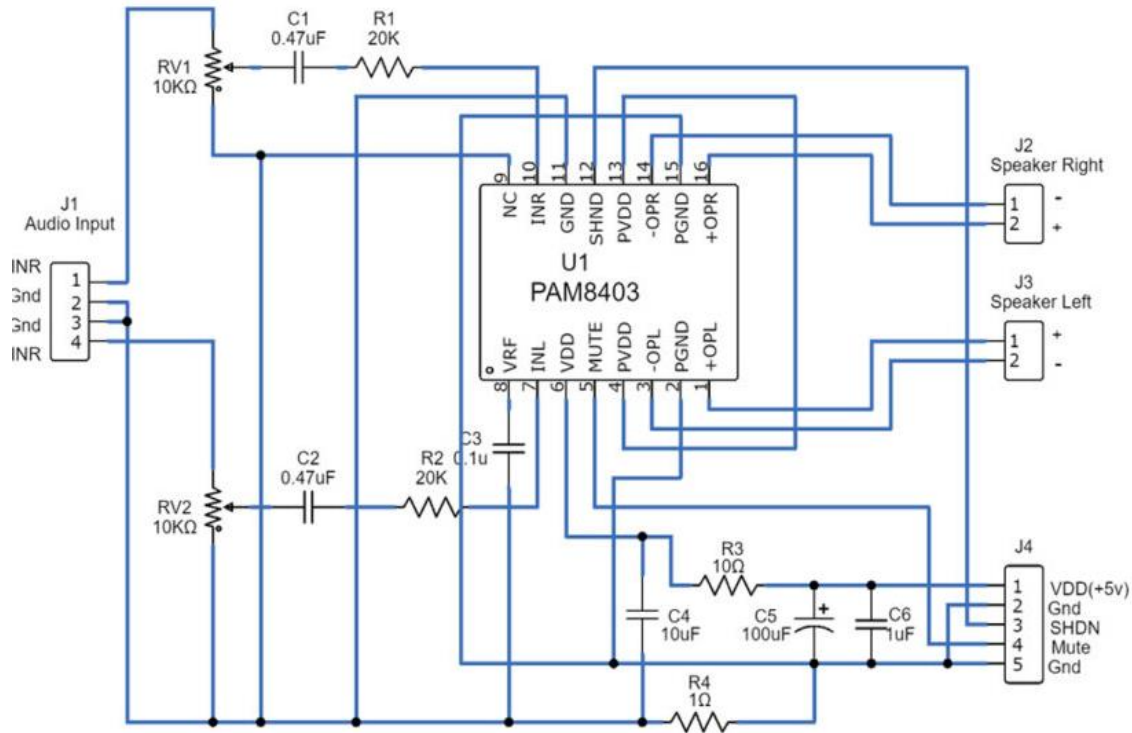 C1
0.47uF
R1
20K
RV1
10KΩ
J1
Audio Input
INR
Gnd
Gnd
INR
1
2
3
4
9
10
11
12
13
14
15
16
NC
INR
GND
SHND
PVDD
-OPR
PGND
+OPR
U1
PAM8403
VRF
INL
VDD
MUTE
PVDD
-OPL
PGND
+OPL
8
7
6
5
4
3
2
1
J2
Speaker Right
1 -
2 +
J3
Speaker Left
1 +
2 -
C3
0.1u
C2
0.47uF
R2
20K
RV2
10KΩ
R3
10Ω
C4
10uF
C5
100uF
+
C6
1uF
R4
1Ω
J4
1 VDD(+5v)
2 Gnd
3 SHDN
4 Mute
5 Gnd